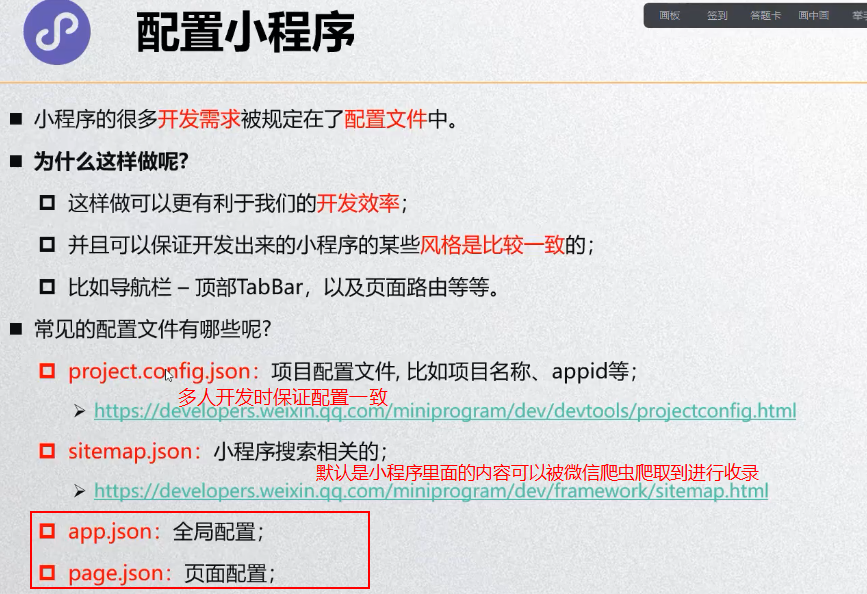 配置小程序
画板 签到 答题卡 画中画
小程序的很多开发需求被规定在了配置文件中。
为什么这样做呢?
这样做可以更有利于我们的开发效率；
并且可以保证开发出来的小程序的某些风格是比较一致的；
比如导航栏 – 顶部TabBar，以及页面路由等等。
常见的配置文件有哪些呢?
project.config.json：项目配置文件, 比如项目名称、appid等；
多人开发时保证配置一致
https://developers.weixin.qq.com/miniprogram/dev/devtools/projectconfig.html
sitemap.json：小程序搜索相关的；
默认是小程序里面的内容可以被微信爬虫爬取到进行收录
https://developers.weixin.qq.com/miniprogram/dev/framework/sitemap.html
app.json：全局配置；
page.json：页面配置；